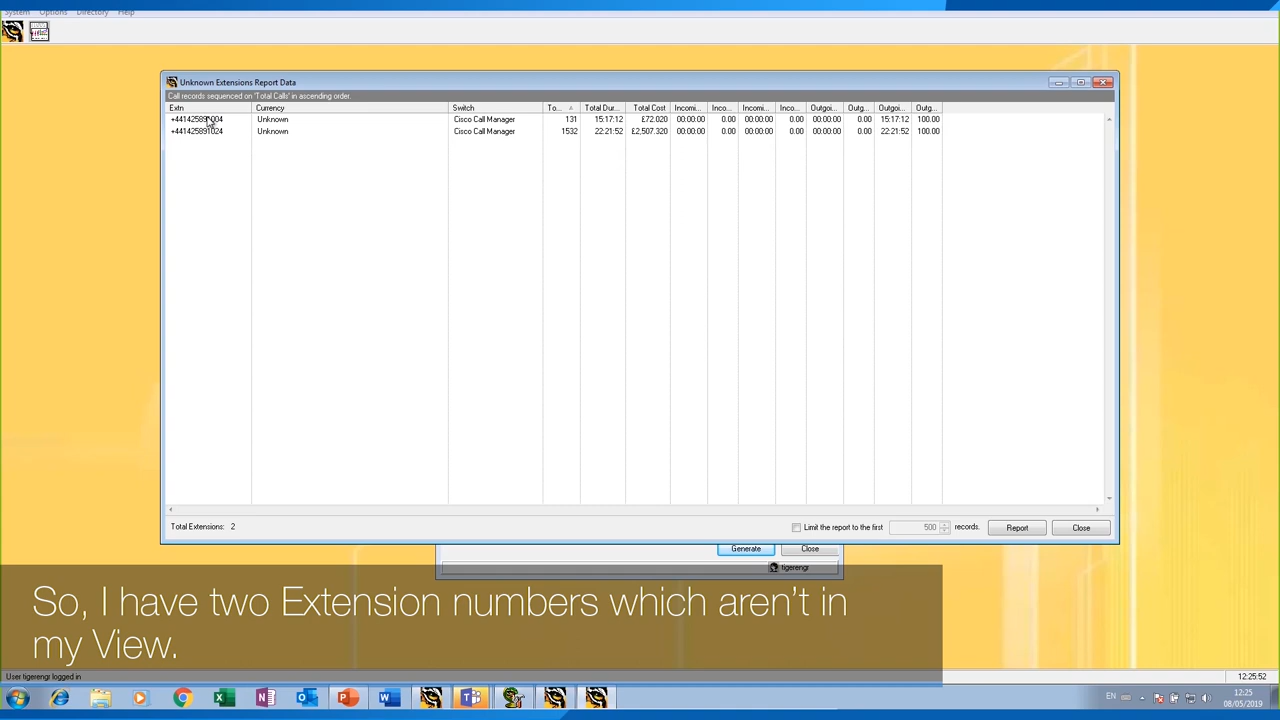 System Options Directory Help
Unknown Extensions Report Data
Call records sequenced on 'Total Calls' in ascending order.
Extn Currency Switch To... Total Dur... Total Cost Incomi... Inco... Incomi... Inco... Outgoi... Outg... Outgoi... Outg...
Unknown Cisco Call Manager 131 15:17:12 £72.020 00:00:00 0.00 00:00:00 0.00 00:00:00 0.00 15:17:12 100.00
+441425891024 Unknown Cisco Call Manager 1532 22:21:52 £2,507.320 00:00:00 0.00 00:00:00 0.00 00:00:00 0.00 22:21:52 100.00
Total Extensions: 2 Limit the report to the first 500 records. Report Close
Generate Close
tigerengr
So, I have two Extension numbers which aren't in
my View.
User tigerengr logged in 12:25:52
EN 12:25
08/05/2019